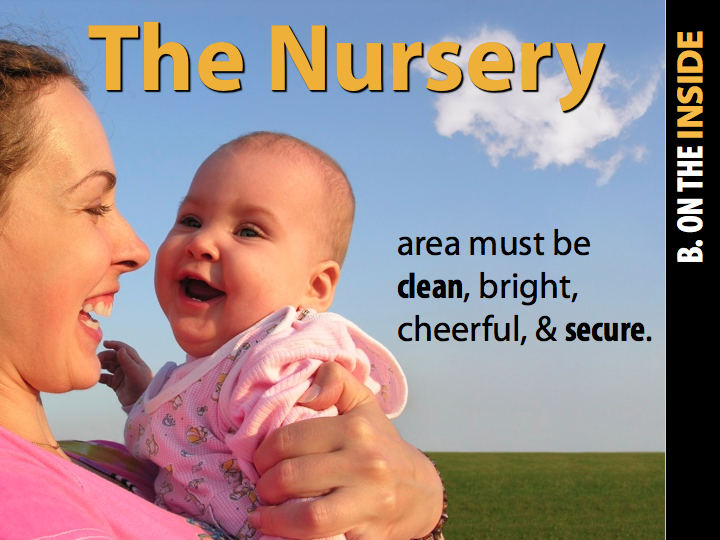 The Nursery
area must be
clean, bright,
cheerful, & secure.
B. ON THE INSIDE